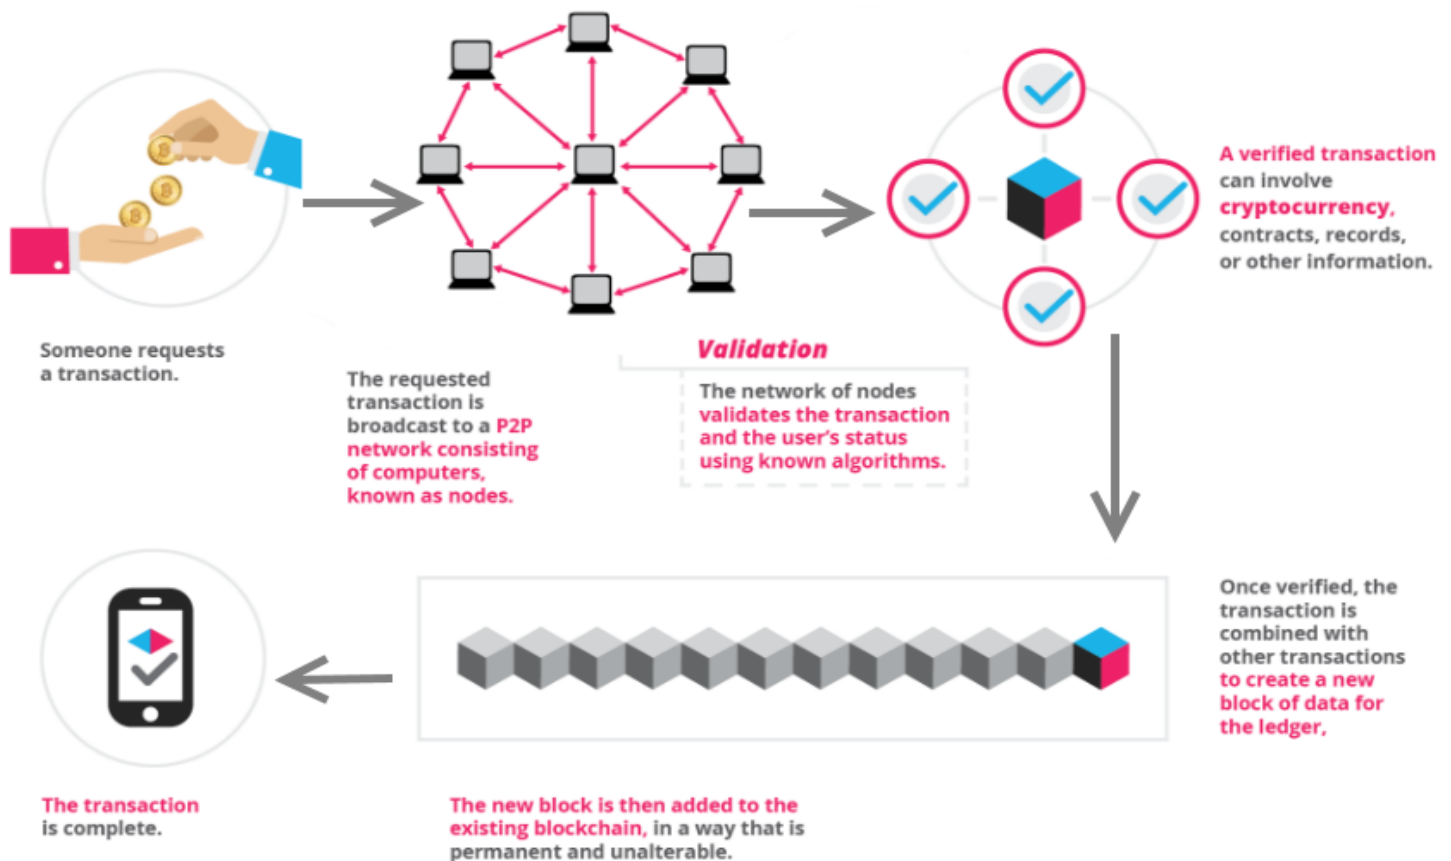 Someone requests
a transaction.
The requested
transaction is
broadcast to a P2P
network consisting
of computers,
known as nodes.
Validation
The network of nodes
validates the transaction
and the user's status
using known algorithms.
A verified transaction
can involve
cryptocurrency,
contracts, records,
or other information.
Once verified, the
transaction is
combined with
other transactions
to create a new
block of data for
the ledger,
The new block is then added to the
existing blockchain, in a way that is
permanent and unalterable.
The transaction
is complete.